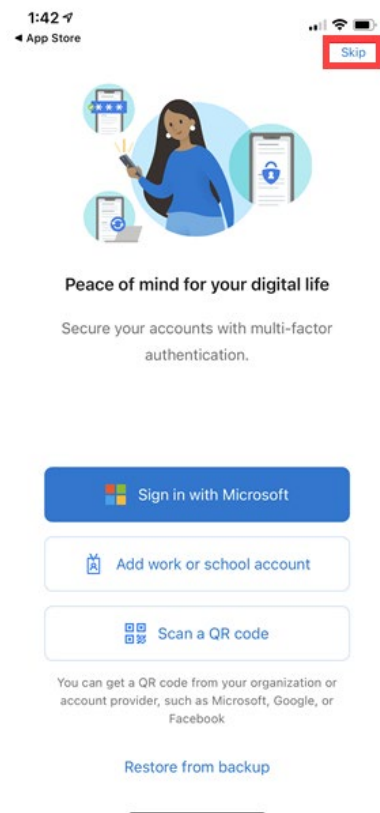 1:42
App Store
Skip
***
Peace of mind for your digital life
Secure your accounts with multi-factor
authentication.
Sign in with Microsoft
Add work or school account
Scan a QR code
You can get a QR code from your organization or
account provider, such as Microsoft, Google, or
Facebook
Restore from backup